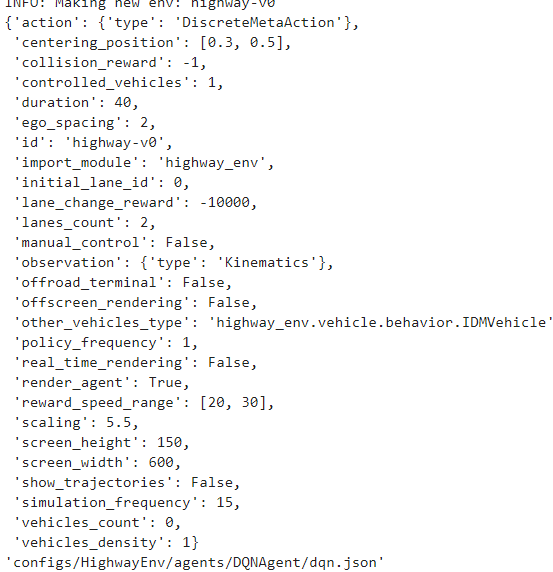 INFO: Making new env: highway-v0
{'action': {'type': 'DiscreteMetaAction'},
'centering_position': [0.3, 0.5],
'collision_reward': -1,
'controlled_vehicles': 1,
'duration': 40,
'ego_spacing': 2,
'id': 'highway-v0',
'import_module': 'highway_env',
'initial_lane_id': 0,
'lane_change_reward': -10000,
'lanes_count': 2,
'manual_control': False,
'observation': {'type': 'Kinematics'},
'offroad_terminal': False,
'offscreen_rendering': False,
'other_vehicles_type': 'highway_env.vehicle.behavior.IDMVehicle'
'policy_frequency': 1,
'real_time_rendering': False,
'render_agent': True,
'reward_speed_range': [20, 30],
'scaling': 5.5,
'screen_height': 150,
'screen_width': 600,
'show_trajectories': False,
'simulation_frequency': 15,
'vehicles_count': 0,
'vehicles_density': 1}
'configs/HighwayEnv/agents/DQNAgent/dqn.json'